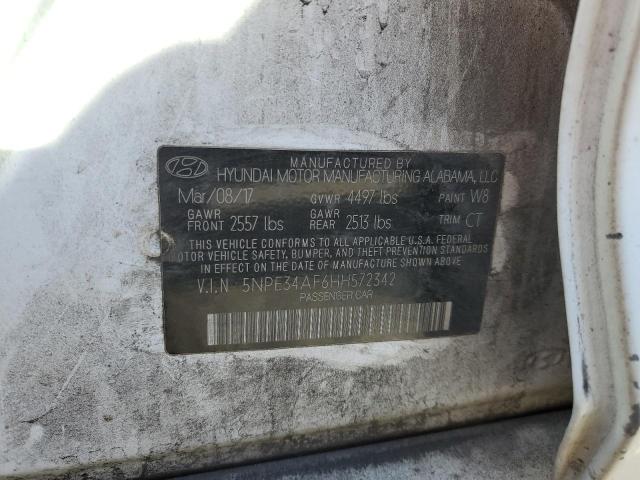 MANUFACTURED BY
HYUNDAI MOTOR MANUFACTURING ALABAMA, LLC
Mar/08/17 GVWR 4497 lbs PAINT W8
GAWR FRONT 2557 lbs GAWR REAR 2513 lbs TRIM CT
THIS VEHICLE CONFORMS TO ALL APPLICABLE U.S.A. FEDERAL
MOTOR VEHICLE SAFETY, BUMPER, AND THEFT PREVENTION STANDARDS
IN EFFECT ON THE DATE OF MANUFACTURE SHOWN ABOVE.
V.I.N 5NPE34AF6HH572342
PASSENGER CAR